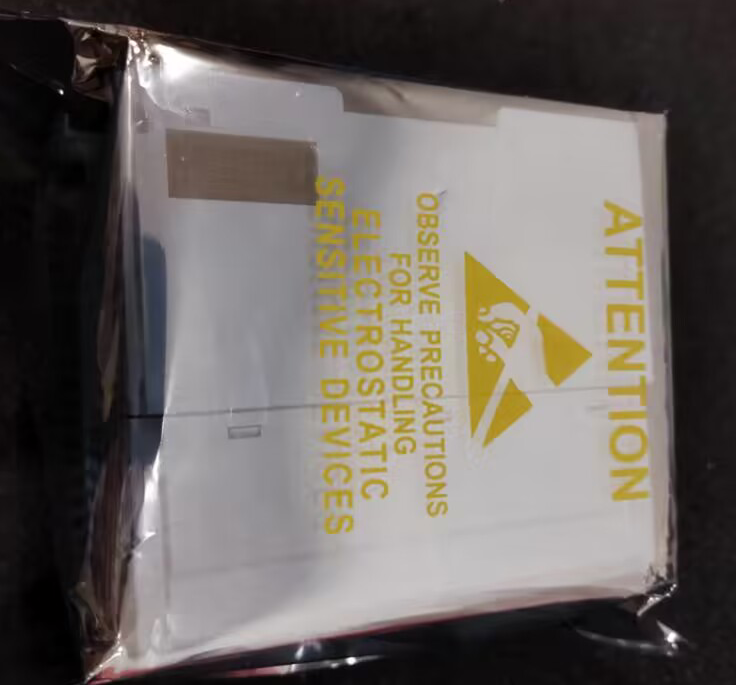 ATTENTION
OBSERVE PRECAUTIONS
FOR HANDLING
ELECTROSTATIC
SENSITIVE DEVICES